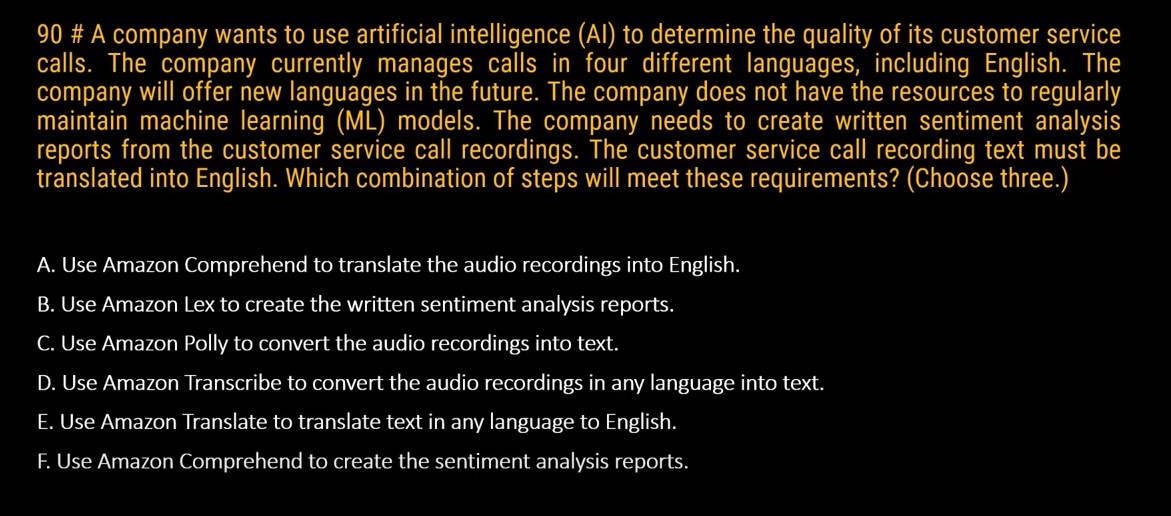 90 # A company wants to use artificial intelligence (AI) to determine the quality of its customer service
calls. The company currently manages calls in four different languages, including English. The
company will offer new languages in the future. The company does not have the resources to regularly
maintain machine learning (ML) models. The company needs to create written sentiment analysis
reports from the customer service call recordings. The customer service call recording text must be
translated into English. Which combination of steps will meet these requirements? (Choose three.)
A. Use Amazon Comprehend to translate the audio recordings into English.
B. Use Amazon Lex to create the written sentiment analysis reports.
C. Use Amazon Polly to convert the audio recordings into text.
D. Use Amazon Transcribe to convert the audio recordings in any language into text.
E. Use Amazon Translate to translate text in any language to English.
F. Use Amazon Comprehend to create the sentiment analysis reports.